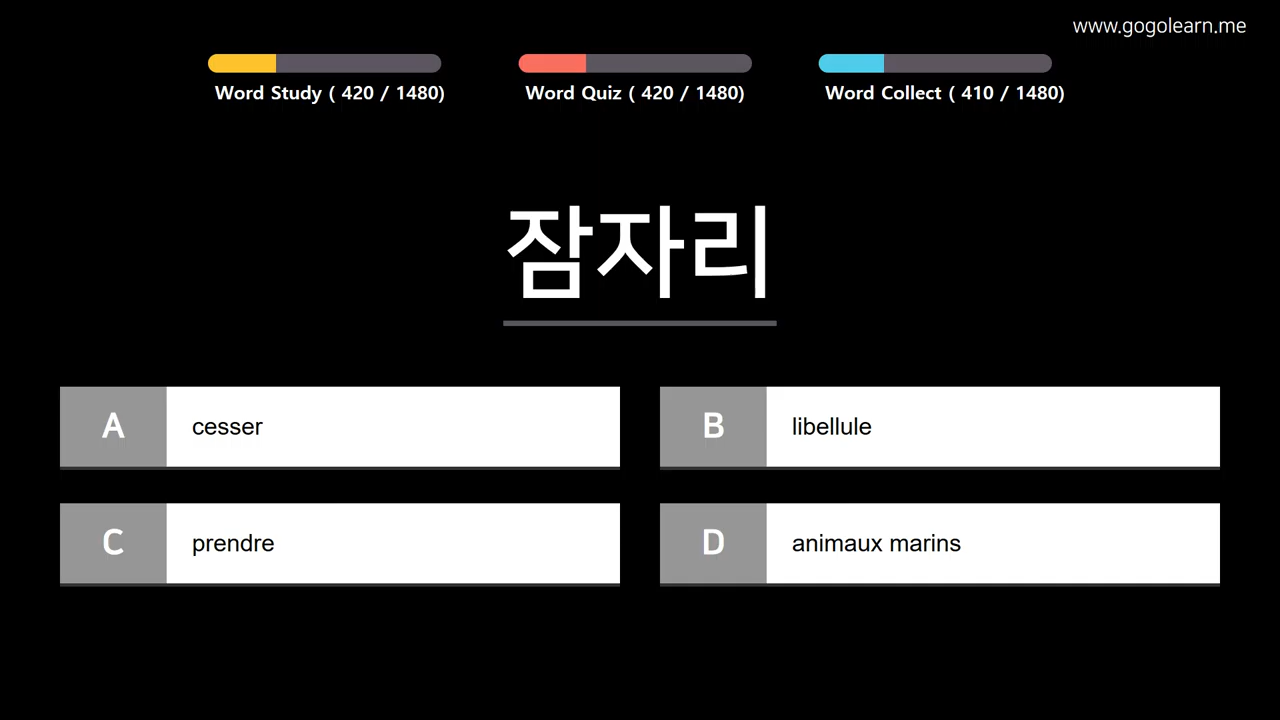 www.gogolearn.me
Word Study ( 420 / 1480)
Word Quiz ( 420 / 1480)
Word Collect ( 410 / 1480)
잠자리
A cesser
B libellule
C prendre
D animaux marins